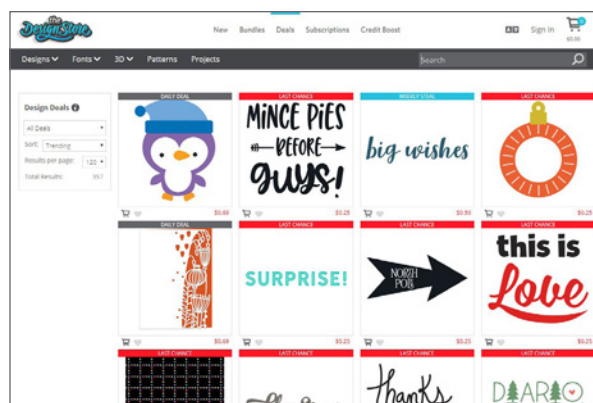 the
Design Store
New Bundles Deals Subscriptions Credit Boost
Sign In
$0.00
Designs Fonts 3D Patterns Projects
Search
Design Deals
All Deals
Sort: Trending
Results per page: 120
Total Results: 957
DAILY DEAL
LAST CHANCE
WEEKLY STEAL
LAST CHANCE
MINCE PIES
BEFORE
guys!
big wishes
$0.69
$0.25
$0.50
$0.25
DAILY DEAL
LAST CHANCE
LAST CHANCE
LAST CHANCE
SURPRISE!
NORTH
POLE
this is
Love
$0.69
$0.25
$0.25
$0.25
LAST CHANCE
LAST CHANCE
LAST CHANCE
LAST CHANCE
thanks
DIARIO